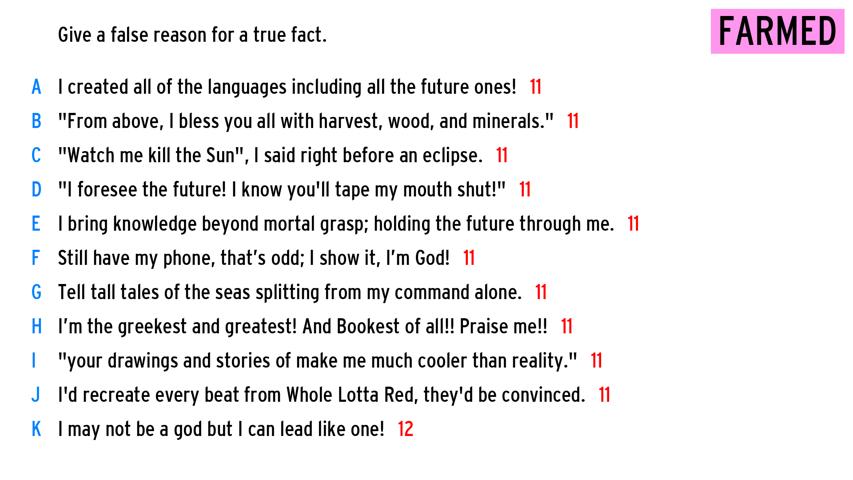 Give a false reason for a true fact.
FARMED
A I created all of the languages including all the future ones! 11
B "From above, I bless you all with harvest, wood, and minerals." 11
C "Watch me kill the Sun", I said right before an eclipse. 11
D "I foresee the future! I know you'll tape my mouth shut!" 11
E I bring knowledge beyond mortal grasp; holding the future through me. 11
F Still have my phone, that’s odd; I show it, I’m God! 11
G Tell tall tales of the seas splitting from my command alone. 11
H I’m the greekest and greatest! And Bookest of all!! Praise me!! 11
I "your drawings and stories of make me much cooler than reality." 11
J I'd recreate every beat from Whole Lotta Red, they'd be convinced. 11
K I may not be a god but I can lead like one! 12